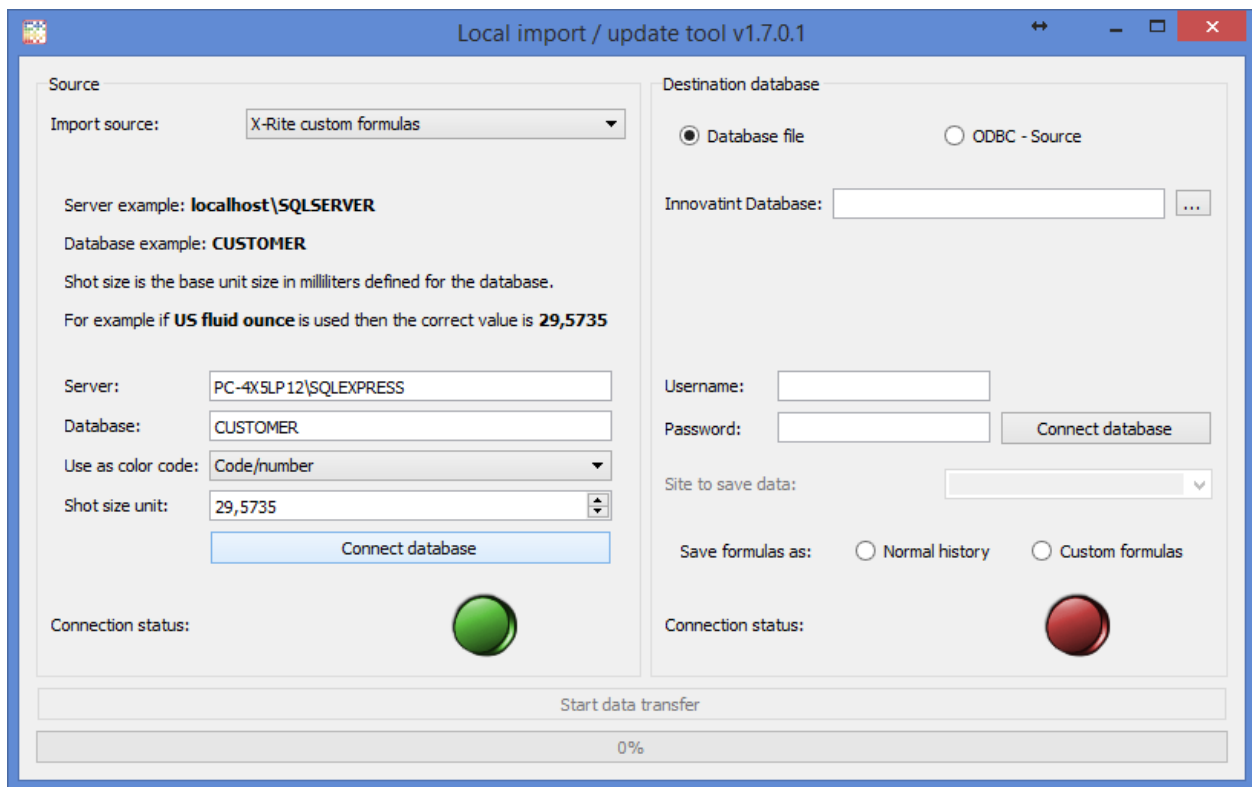 Local import / update tool v1.7.0.1
Source
Import source: X-Rite custom formulas
Server example: localhost\SQLSERVER
Database example: CUSTOMER
Shot size is the base unit size in milliliters defined for the database.
For example if US fluid ounce is used then the correct value is 29,5735
Server: PC-4X5LP12\SQLEXPRESS
Database: CUSTOMER
Use as color code: Code/number
Shot size unit: 29,5735
Connect database
Connection status:
Destination database
Database file ODBC - Source
Innovatint Database: ...
Username:
Password: Connect database
Site to save data:
Save formulas as: Normal history Custom formulas
Connection status:
Start data transfer
0%